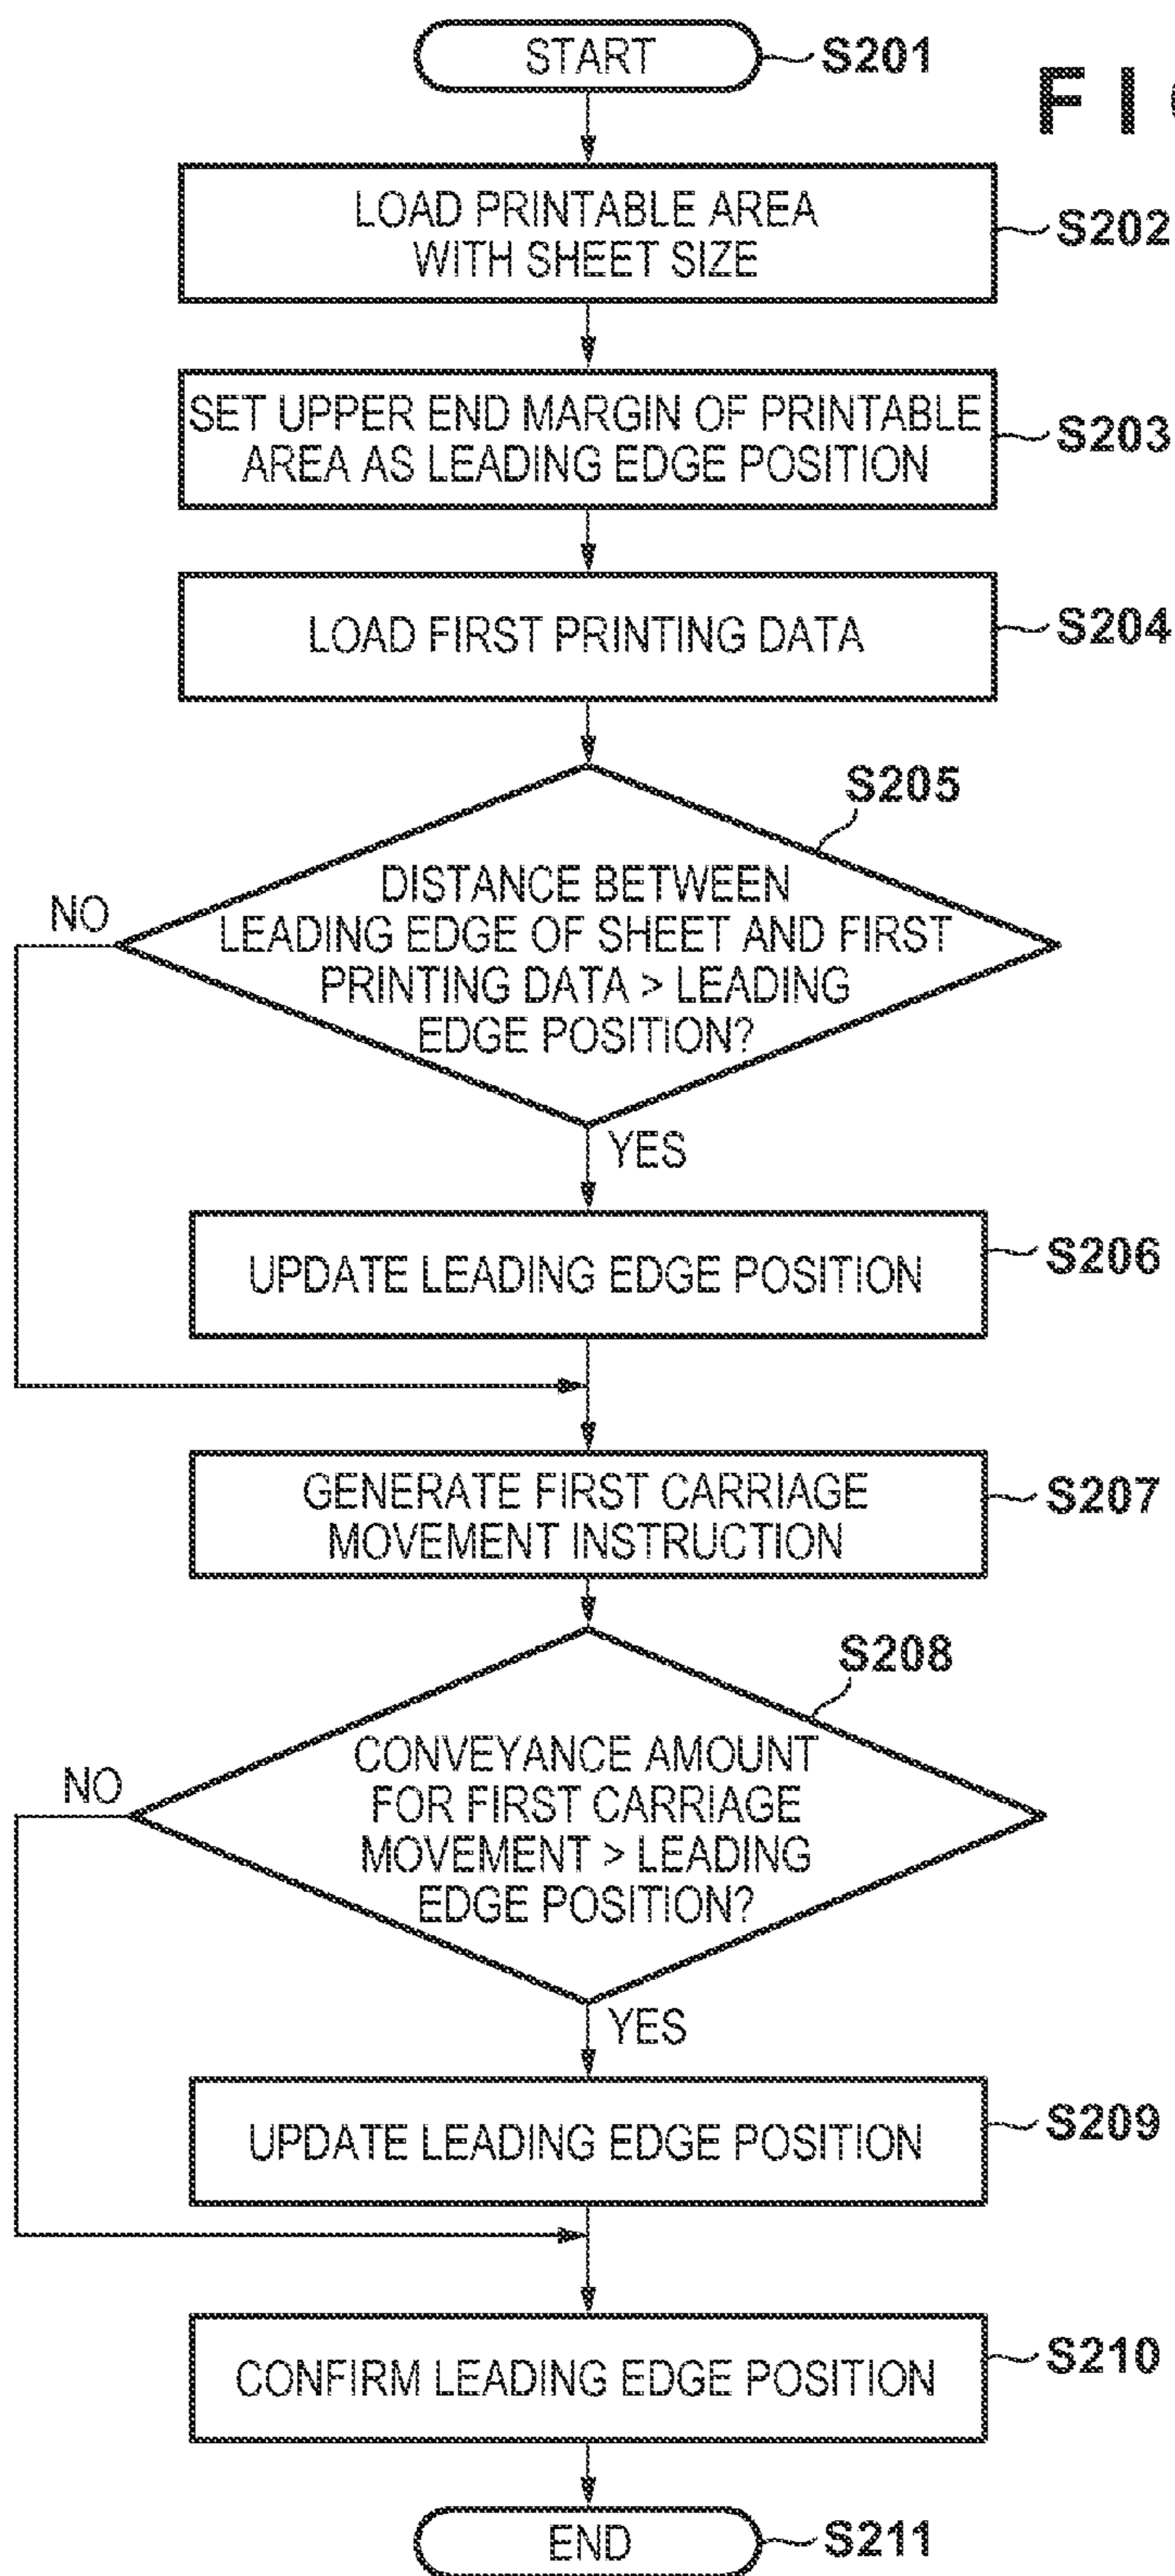 START
S201
F I
LOAD PRINTABLE AREA
WITH SHEET SIZE
S202
SET UPPER END MARGIN OF PRINTABLE
AREA AS LEADING EDGE POSITION
S203
LOAD FIRST PRINTING DATA
S204
S205
DISTANCE BETWEEN
LEADING EDGE OF SHEET AND FIRST
PRINTING DATA > LEADING
EDGE POSITION?
NO
YES
UPDATE LEADING EDGE POSITION
S206
GENERATE FIRST CARRIAGE
MOVEMENT INSTRUCTION
S207
S208
CONVEYANCE AMOUNT
FOR FIRST CARRIAGE
MOVEMENT > LEADING
EDGE POSITION?
NO
YES
UPDATE LEADING EDGE POSITION
S209
CONFIRM LEADING EDGE POSITION
S210
END
S211